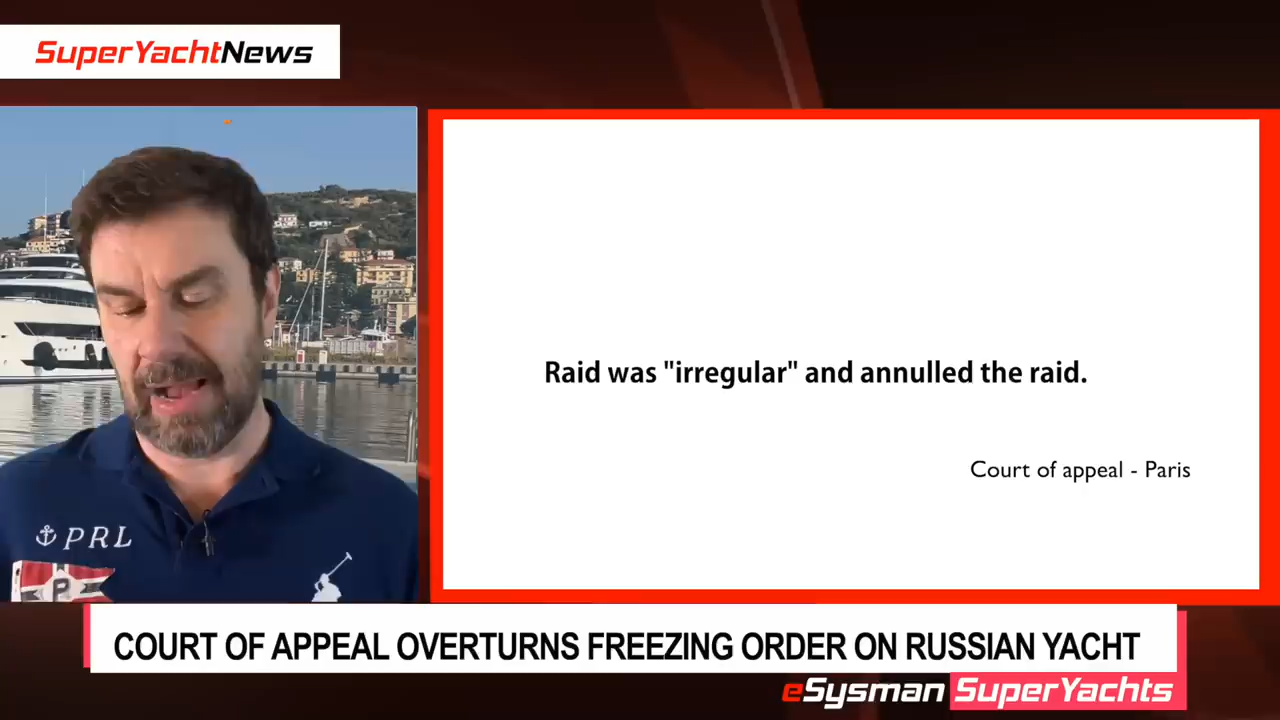 SuperYachtNews
Raid was "irregular" and annulled the raid.
Court of appeal - Paris
PRL
P
COURT OF APPEAL OVERTURNS FREEZING ORDER ON RUSSIAN YACHT
eSysman SuperYachts